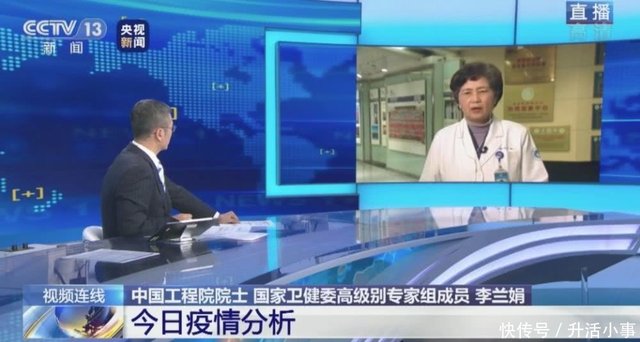 CCTV 13
新闻
央视
新闻
直播
高清
视频连线
中国工程院院士 国家卫健委高级别专家组成员 李兰娟
今日疫情分析
快传号 / 升活小事